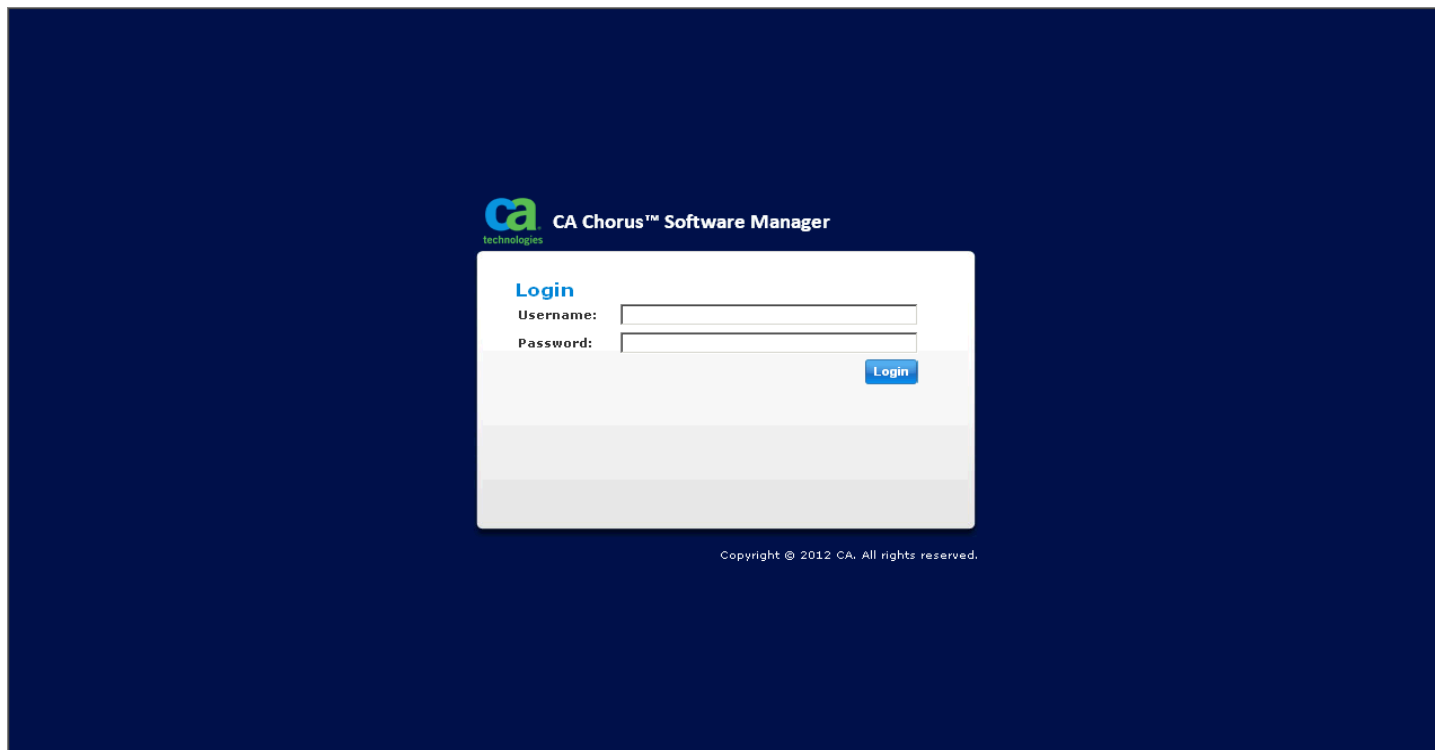 ca
technologies
CA Chorus™ Software Manager
Login
Username:
Password:
Login
Copyright © 2012 CA. All rights reserved.